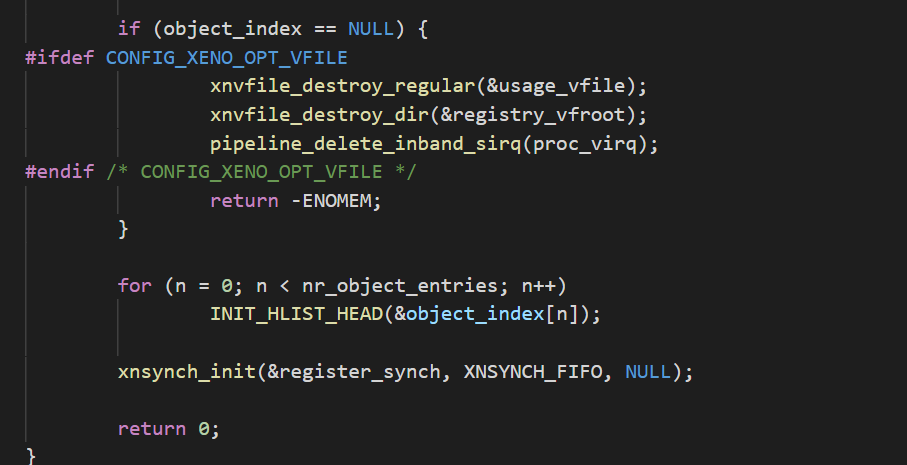 if (object_index == NULL) {
#ifdef CONFIG_XENO_OPT_VFILE
xnvfile_destroy_regular(&usage_vfile);
xnvfile_destroy_dir(&registry_vfroot);
pipeline_delete_inband_sirq(proc_virq);
#endif /* CONFIG_XENO_OPT_VFILE */
return -ENOMEM;
}
for (n = 0; n < nr_object_entries; n++)
INIT_HLIST_HEAD(&object_index[n]);
xnsynch_init(&register_synch, XNSYNCH_FIFO, NULL);
return 0;
}